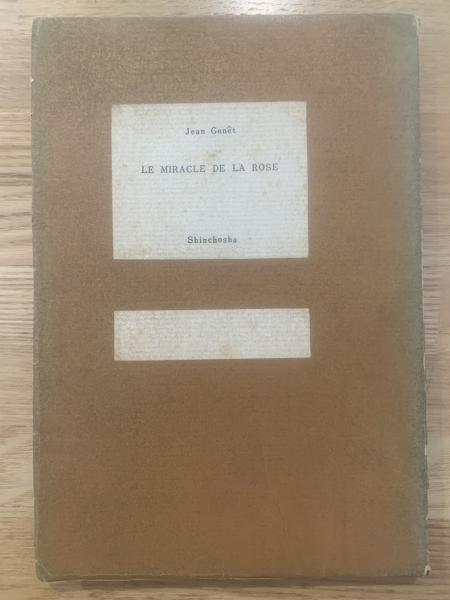 Jean Genêt
LE MIRACLE DE LA ROSE
Shinchosha